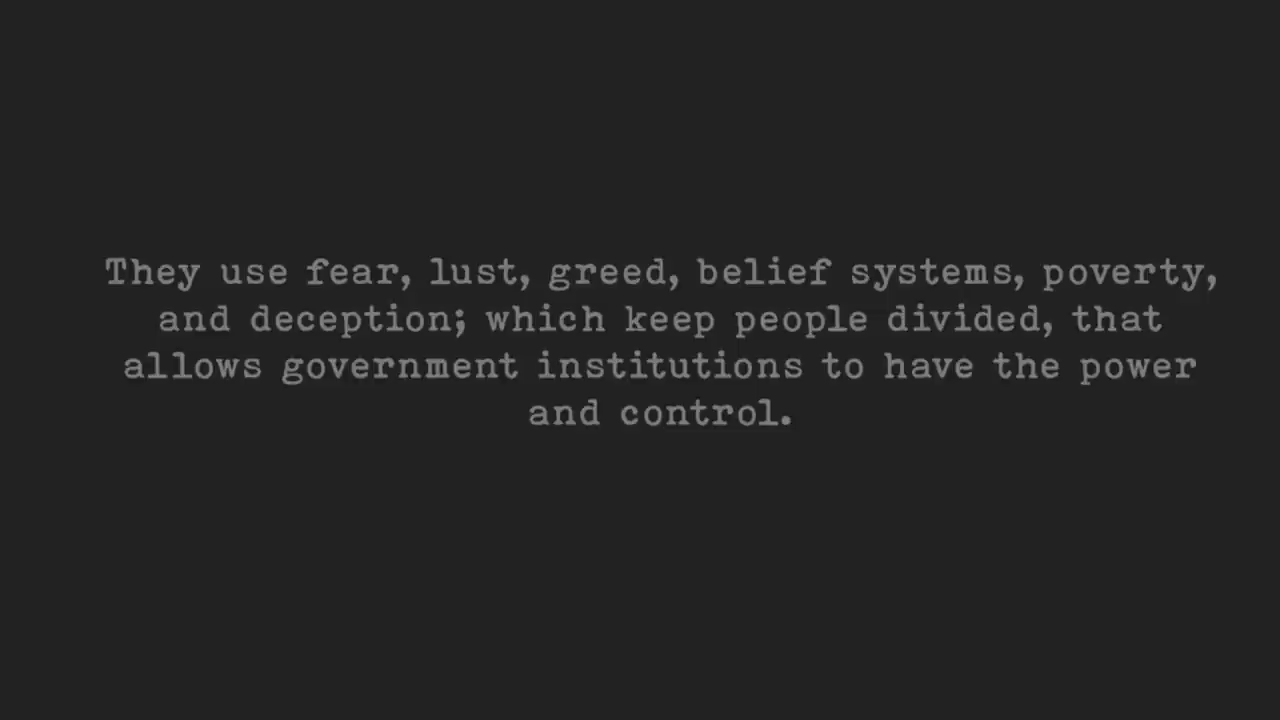 They use fear, lust, greed, belief systems, poverty,
and deception; which keep people divided, that
allows government institutions to have the power
and control.